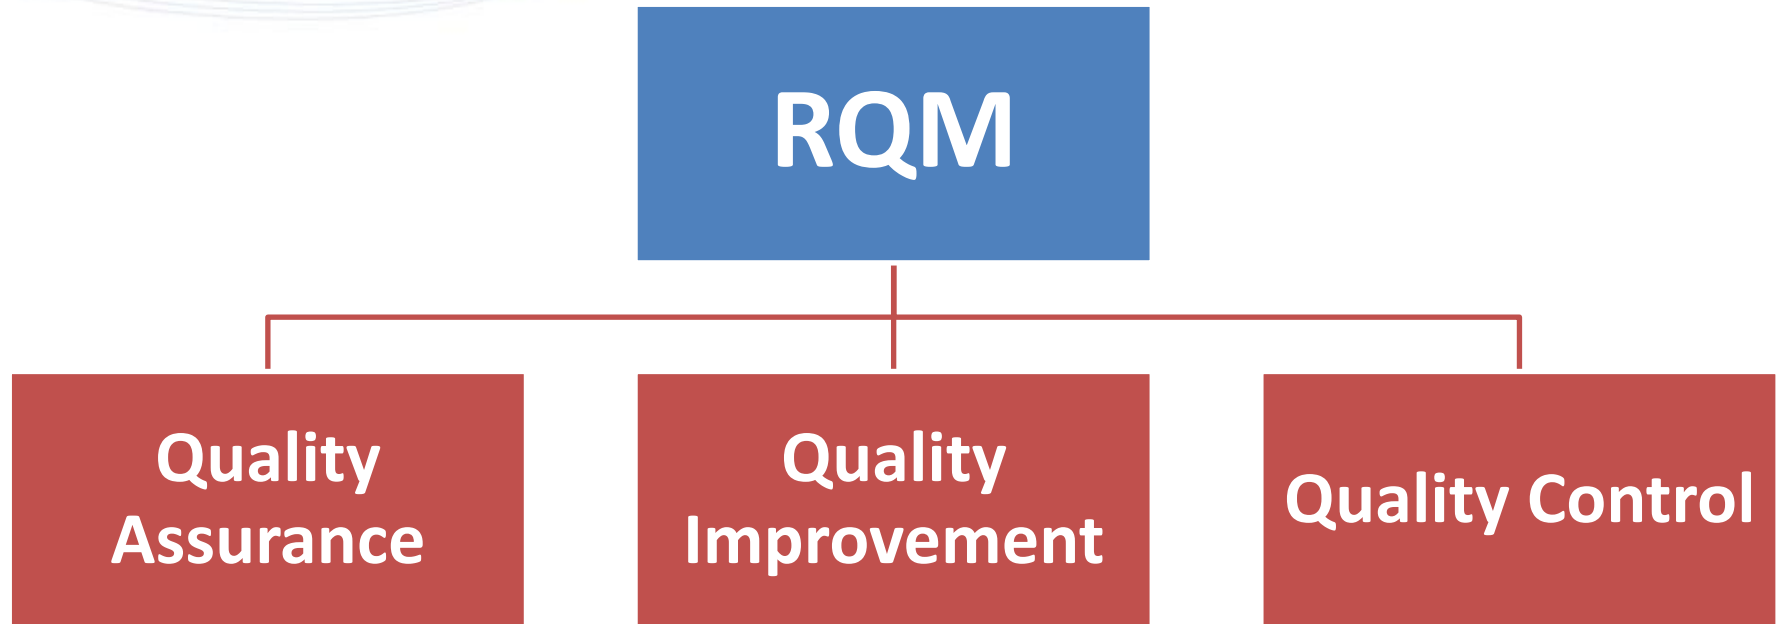 RQM
Quality
Assurance
Quality
Improvement
Quality Control